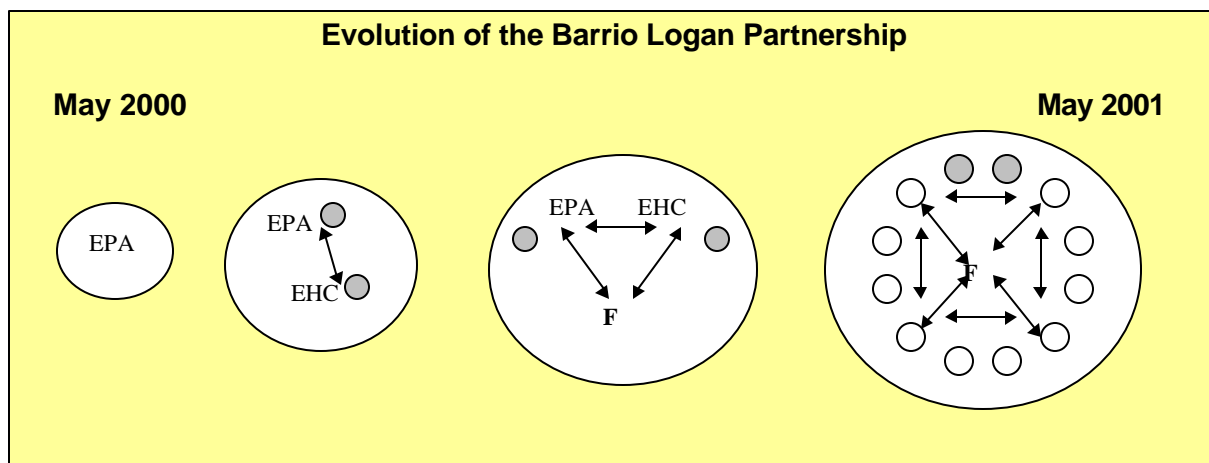 Evolution of the Barrio Logan Partnership
May 2000
May 2001
EPA
EPA
EHC
EPA
EHC
F
F